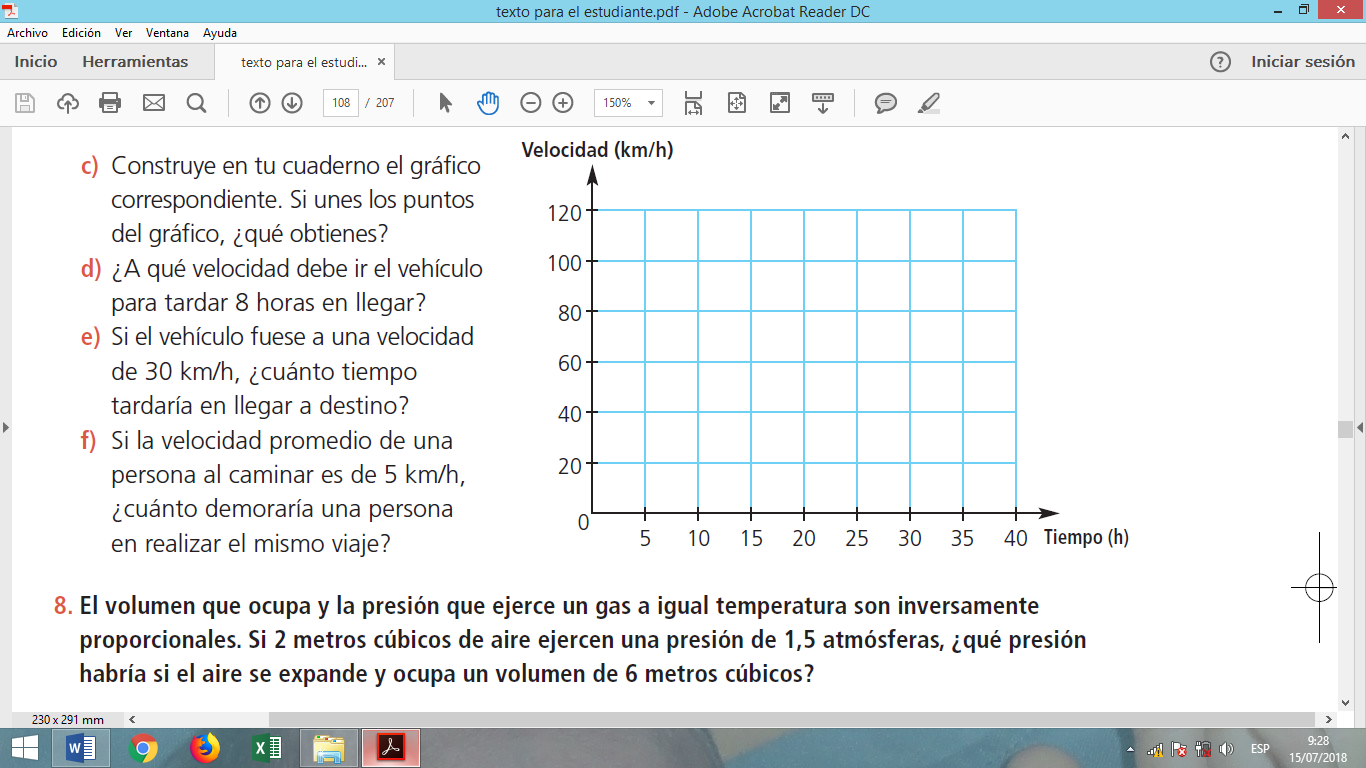 texto para el estudiante.pdf - Adobe Acrobat Reader DC
Archivo Edición Ver Ventana Ayuda
Inicio Herramientas texto para el estudi... × ? Iniciar sesión
108 / 207 150%
c) Construye en tu cuaderno el gráfico
correspondiente. Si unes los puntos
del gráfico, ¿qué obtienes?
d) ¿A qué velocidad debe ir el vehículo
para tardar 8 horas en llegar?
e) Si el vehículo fuese a una velocidad
de 30 km/h, ¿cuánto tiempo
tardaría en llegar a destino?
f) Si la velocidad promedio de una
persona al caminar es de 5 km/h,
¿cuánto demoraría una persona
en realizar el mismo viaje?
Velocidad (km/h)
120
100
80
60
40
20
0
5 10 15 20 25 30 35 40 Tiempo (h)
8. El volumen que ocupa y la presión que ejerce un gas a igual temperatura son inversamente
proporcionales. Si 2 metros cúbicos de aire ejercen una presión de 1,5 atmósferas, ¿qué presión
habría si el aire se expande y ocupa un volumen de 6 metros cúbicos?
230 x 291 mm
ESP
9:28
15/07/2018